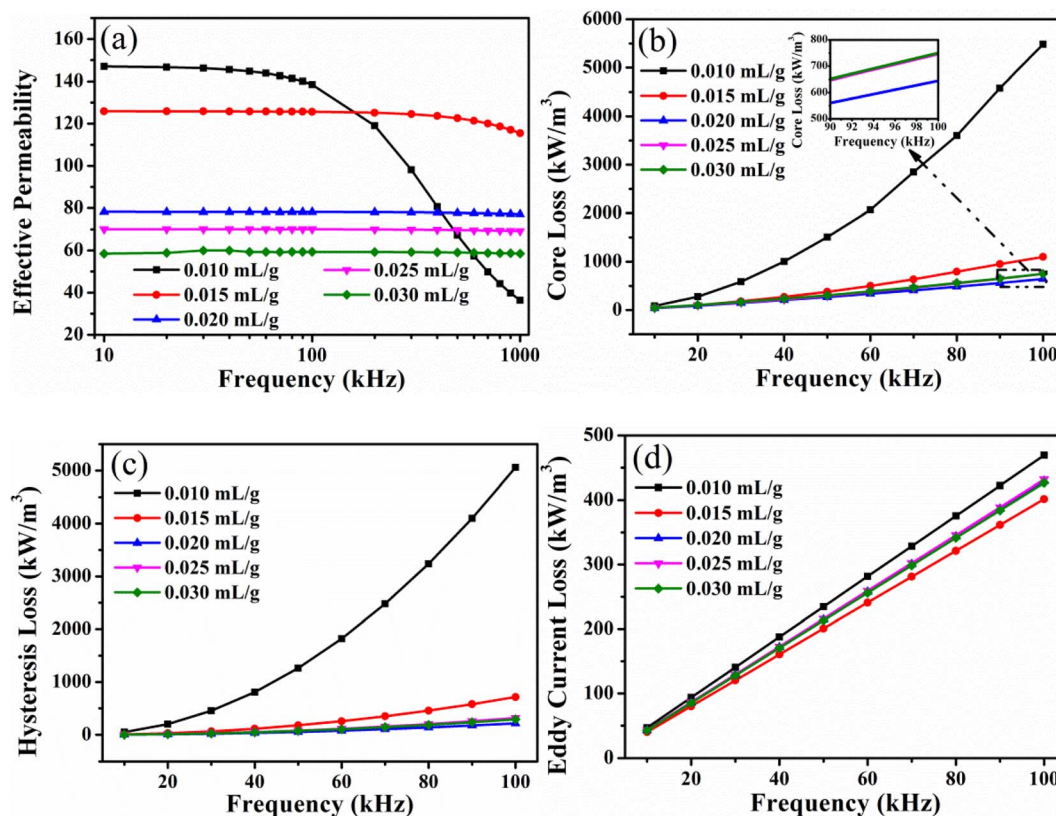 (a)
160
140
120
100
80
60
40
20
10
100
1000
Effective Permeability
Frequency (kHz)
0.010 mL/g
0.015 mL/g
0.020 mL/g
0.025 mL/g
0.030 mL/g
(b)
6000
5000
4000
3000
2000
1000
0
20
40
60
80
100
Core Loss (kW/m³)
Frequency (kHz)
0.010 mL/g
0.015 mL/g
0.020 mL/g
0.025 mL/g
0.030 mL/g
800
700
600
500
90 92 94 96 98 100
Core Loss (kW/m³)
Frequency (kHz)
(c)
5000
4000
3000
2000
1000
0
20
40
60
80
100
Hysteresis Loss (kW/m³)
Frequency (kHz)
0.010 mL/g
0.015 mL/g
0.020 mL/g
0.025 mL/g
0.030 mL/g
(d)
500
400
300
200
100
0
20
40
60
80
100
Eddy Current Loss (kW/m³)
Frequency (kHz)
0.010 mL/g
0.015 mL/g
0.020 mL/g
0.025 mL/g
0.030 mL/g